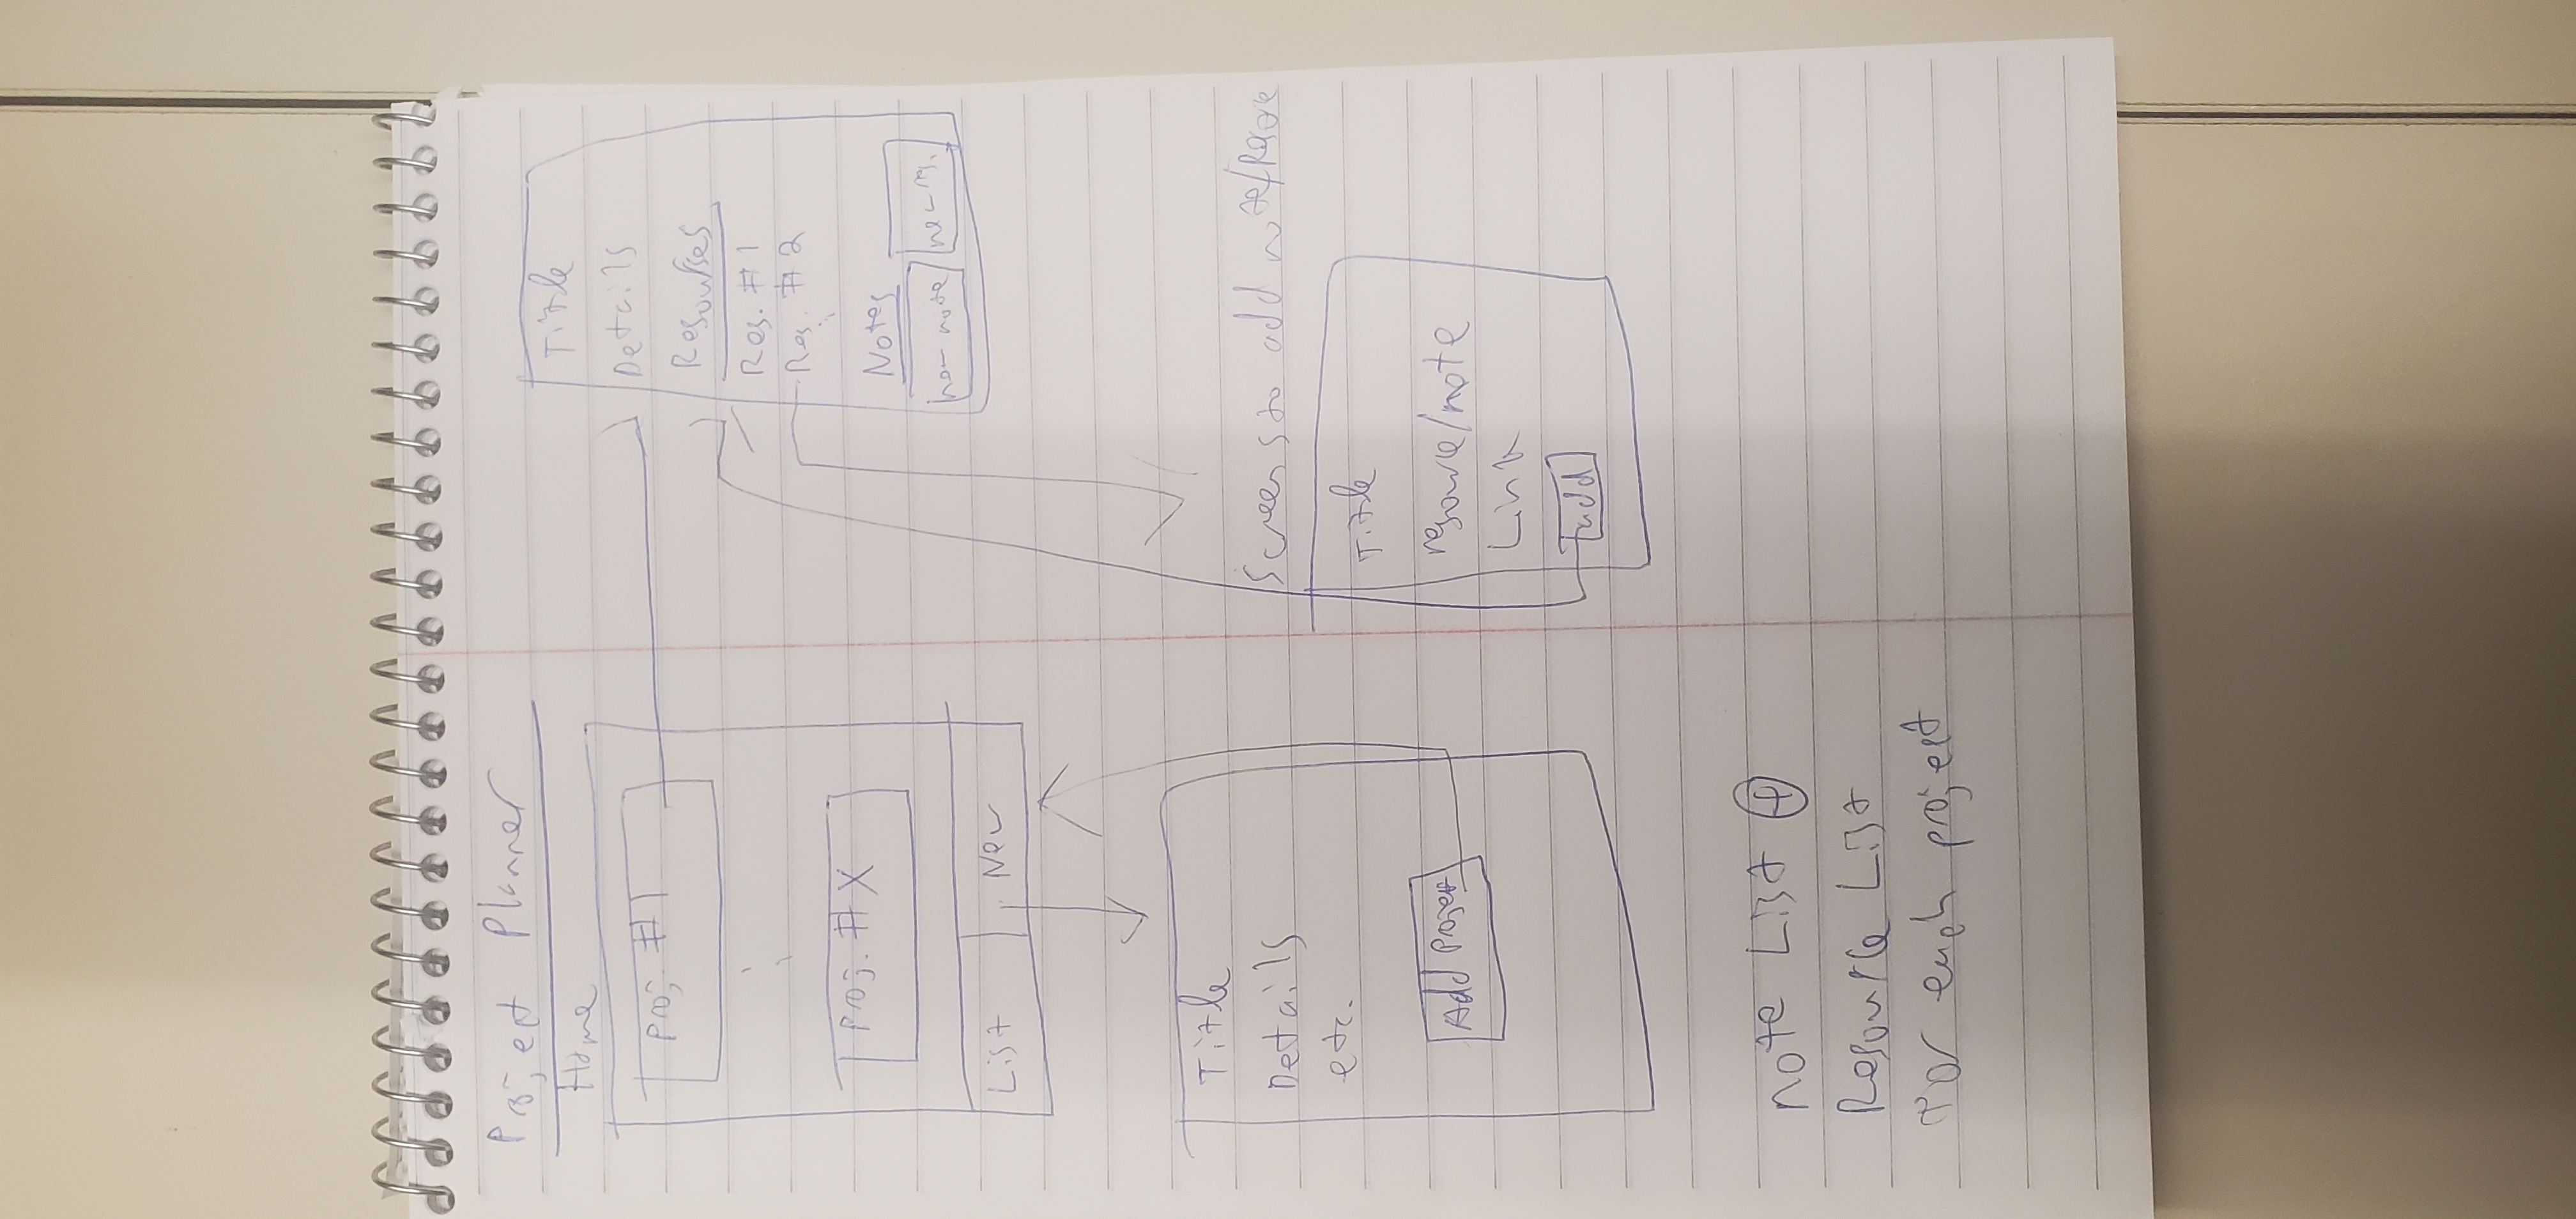 Project Planner
Home
Proj. #1
Proj. #X
List
New
Title
Details
Resourses
Res. #1
Res. #2
Notes
new note
new res.
Title
Details
etc.
Add Project
Screens to add note/
Title
resource/note
Link
add
note List +
Resource List
For each project